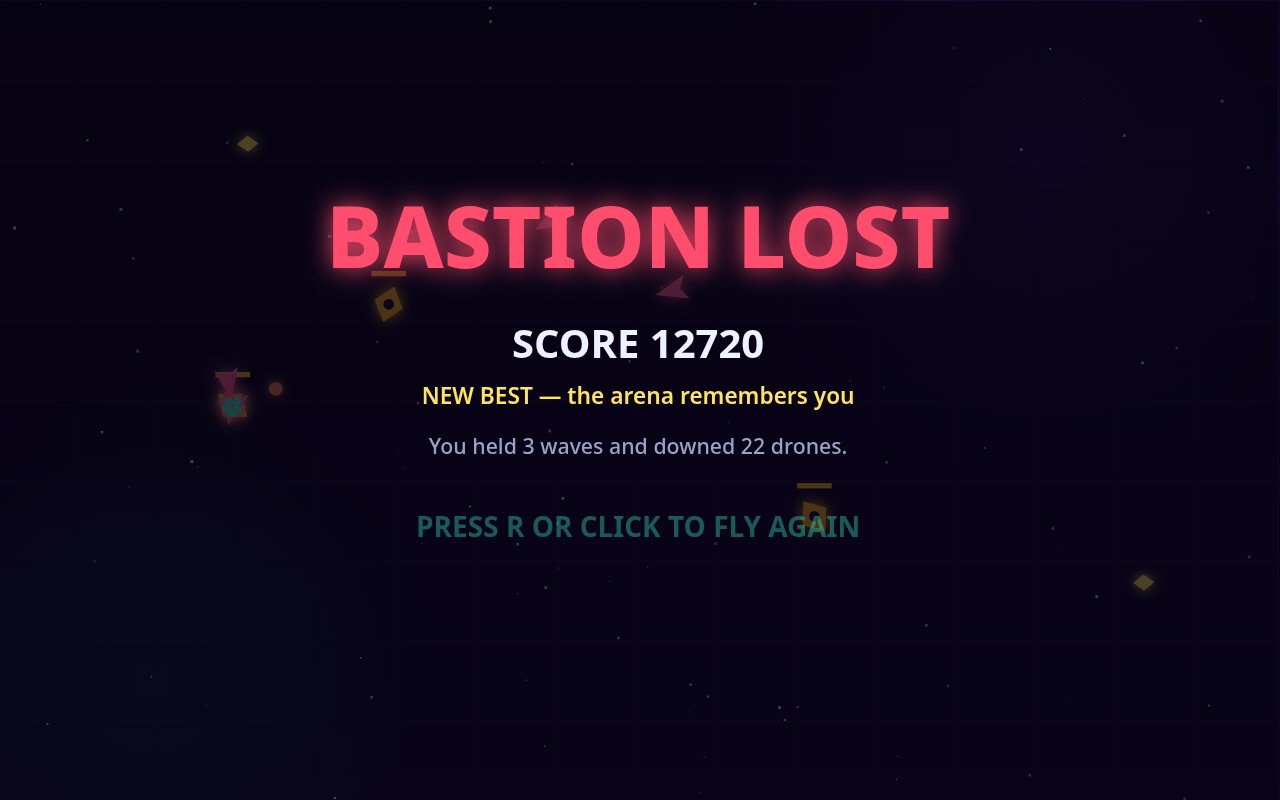 BASTION LOST
SCORE 12720
NEW BEST — the arena remembers you
You held 3 waves and downed 22 drones.
PRESS R OR CLICK TO FLY AGAIN